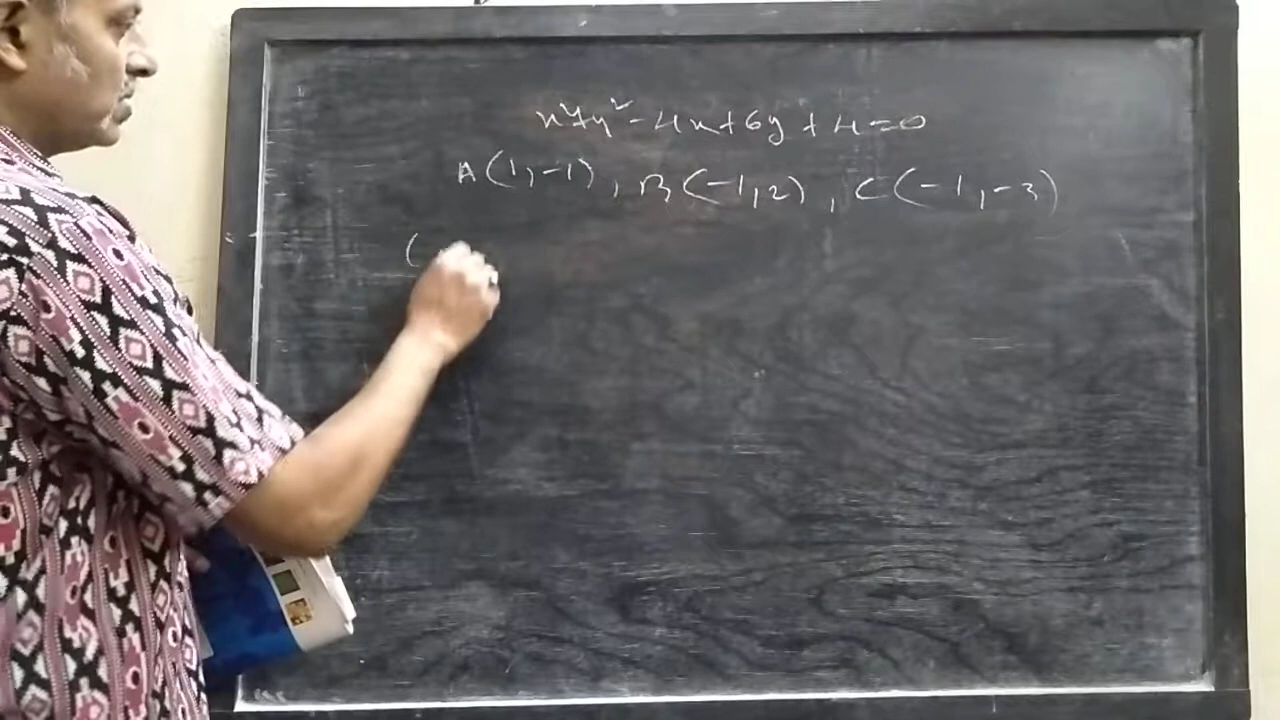 x²+y²-4x+6y+4=0
A(1,-1), B(-1,2), C(-1,-3)
(